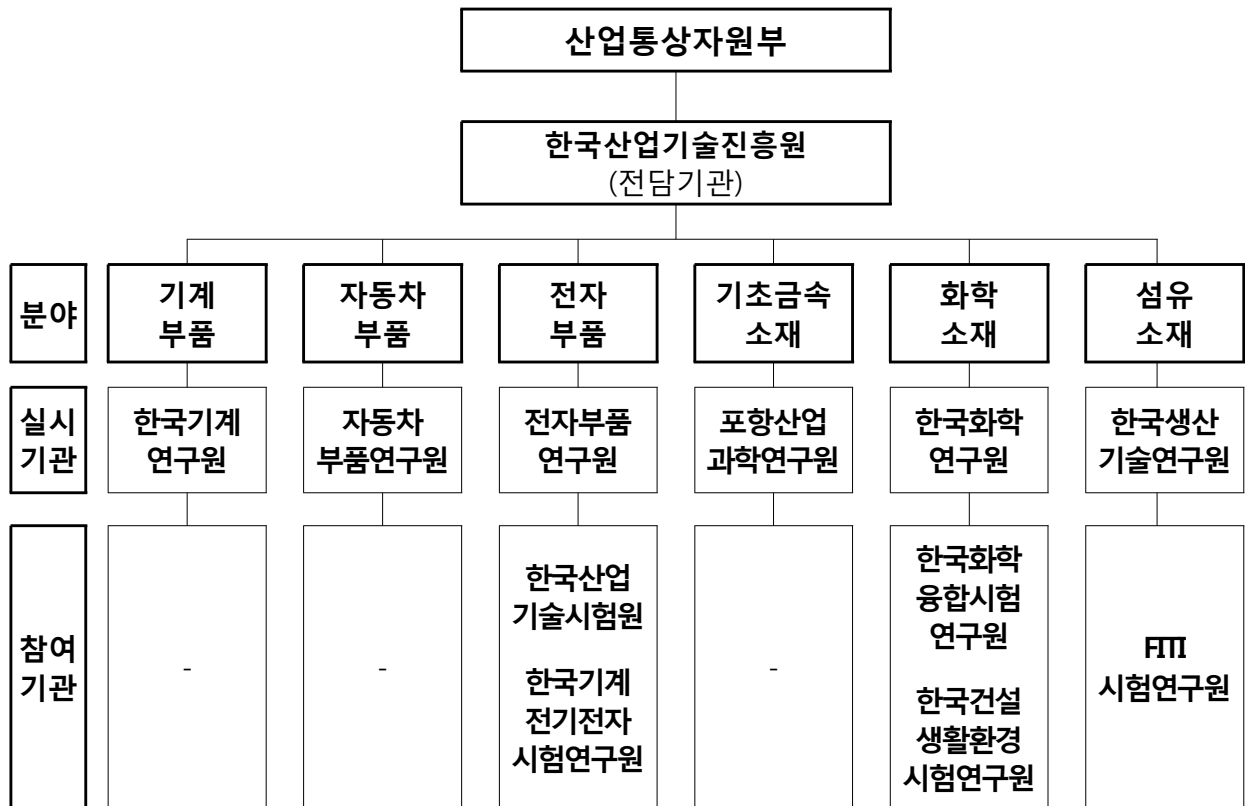 산업통상자원부
한국산업기술진흥원
(전담기관)
분야
기계
부품
자동차
부품
전자
부품
기초금속
소재
화학
소재
섬유
소재
실시
기관
한국기계
연구원
자동차
부품연구원
전자부품
연구원
포항산업
과학연구원
한국화학
연구원
한국생산
기술연구원
참여
기관
-
-
한국산업
기술시험원
한국기계
전기전자
시험연구원
-
한국화학
융합시험
연구원
한국건설
생활환경
시험연구원
FITI
시험연구원